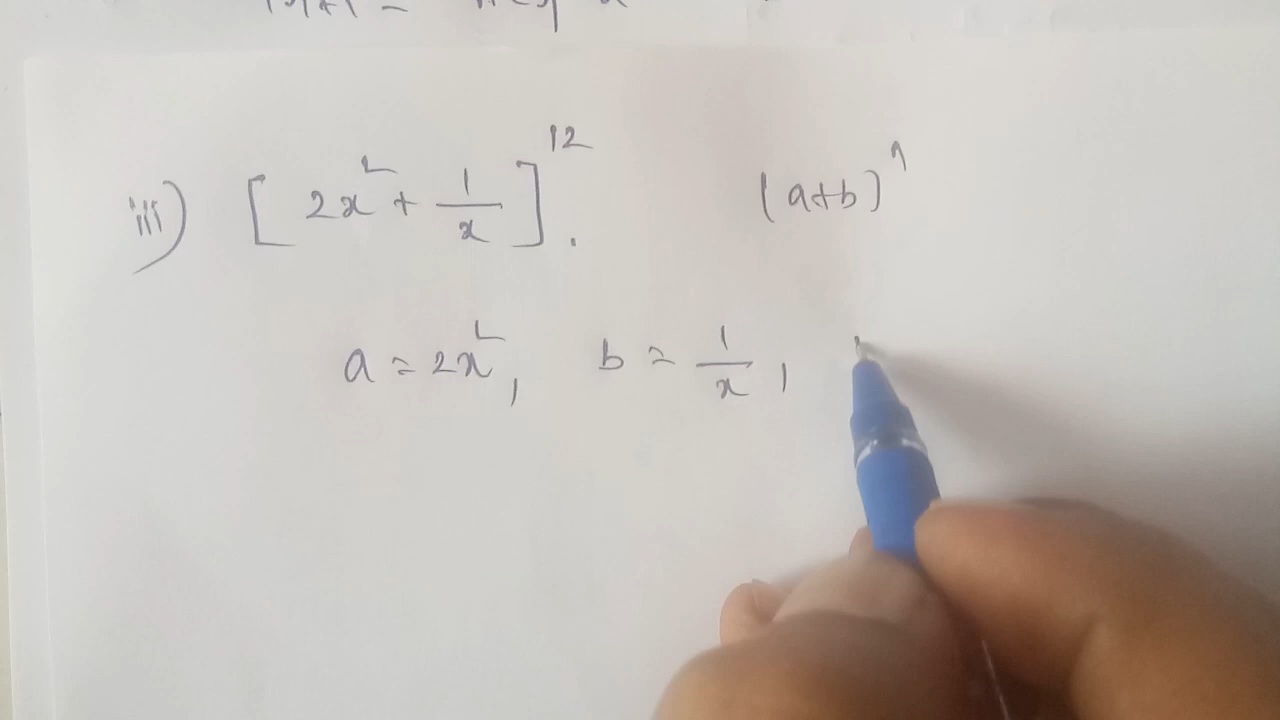 iii) [2x² + 1/x]¹². (a+b)ⁿ
a = 2x², b = 1/x,